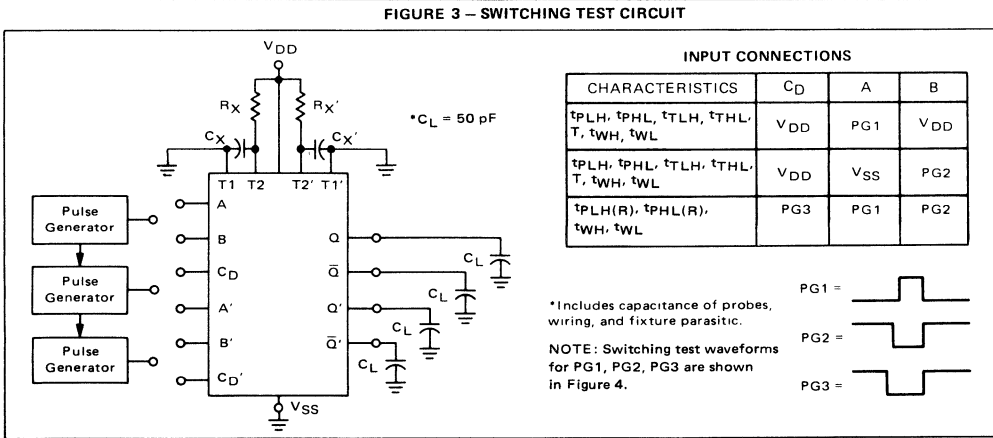 FIGURE 3 – SWITCHING TEST CIRCUIT
VDD
RX
RX'
*CL = 50 pF
CX
CX'
T1 T2 T2' T1'
Pulse
Generator
Pulse
Generator
Pulse
Generator
A
B
CD
A'
B'
CD'
Q
Q̅
Q'
Q̅'
CL
CL
CL
CL
VSS
INPUT CONNECTIONS
CHARACTERISTICS CD A B
tPLH, tPHL, tTLH, tTHL,
T, tWH, tWL VDD PG1 VDD
tPLH, tPHL, tTLH, tTHL,
T, tWH, tWL VDD VSS PG2
tPLH(R), tPHL(R), PG3 PG1 PG2
tWH, tWL
*Includes capacitance of probes,
wiring, and fixture parasitic.
NOTE: Switching test waveforms
for PG1, PG2, PG3 are shown
in Figure 4.
PG1 =
PG2 =
PG3 =